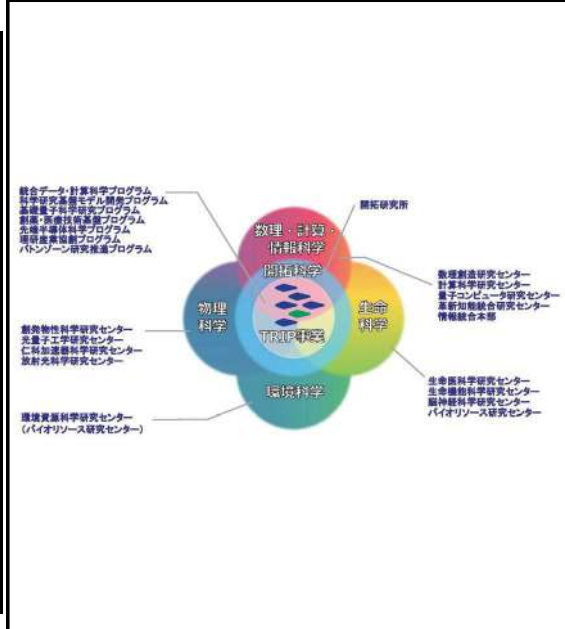 統合データ・計算科学プログラム
科学研究基盤モデル開発プログラム
基礎量子科学研究プログラム
創薬・医療技術基盤プログラム
先端半導体科学プログラム
理研産業協創プログラム
バトンゾーン研究推進プログラム
開拓研究所
数理・計算・
情報科学
開拓科学
数理創造研究センター
計算科学研究センター
量子コンピュータ研究センター
革新知能統合研究センター
情報統合本部
物理
科学
生命
科学
TRIP事業
創発物性科学研究センター
光量子工学研究センター
仁科加速器科学研究センター
放射光科学研究センター
生命医科学研究センター
生命機能科学研究センター
脳神経科学研究センター
バイオリソース研究センター
環境科学
環境資源科学研究センター
(バイオリソース研究センター)